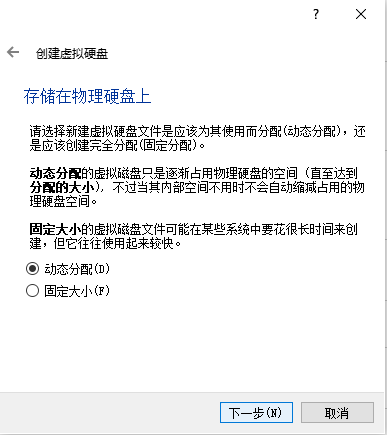 ?
创建虚拟硬盘
存储在物理硬盘上
请选择新建虚拟硬盘文件是应该为其使用而分配(动态分配)，还
是应该创建完全分配(固定分配)。
动态分配的虚拟磁盘只是逐渐占用物理硬盘的空间（直至达到
分配的大小），不过当其内部空间不用时不会自动缩减占用的物
理硬盘空间。
固定大小的虚拟磁盘文件可能在某些系统中要花很长时间来创
建，但它往往使用起来较快。
动态分配(D)
固定大小(F)
下一步(N)
取消